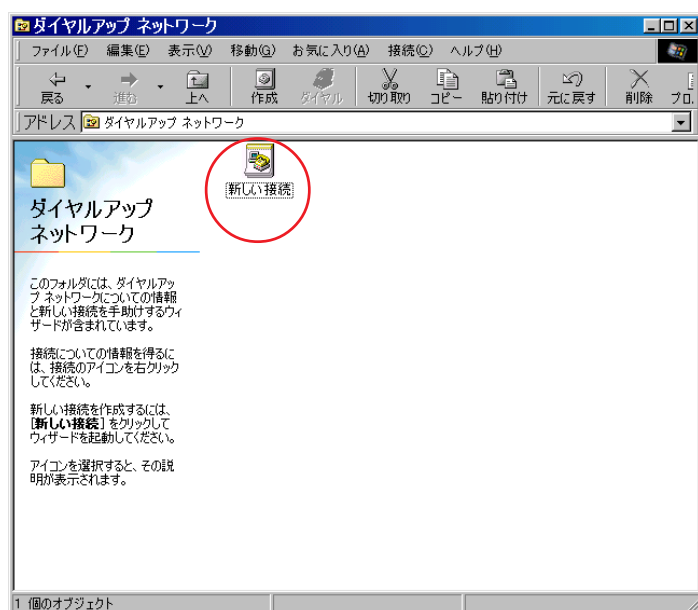 ダイヤルアップ ネットワーク
ファイル(F) 編集(E) 表示(V) 移動(G) お気に入り(A) 接続(C) ヘルプ(H)
戻る 進む 上へ 作成 ダイヤル 切り取り コピー 貼り付け 元に戻す 削除 プロ
アドレス ダイヤルアップ ネットワーク
新しい接続
ダイヤルアップ
ネットワーク
このフォルダには、ダイヤルアッ
プ ネットワークについての情報
と新しい接続を手助けするウィ
ザードが含まれています。
接続についての情報を得るに
は、接続のアイコンを右クリック
してください。
新しい接続を作成するには、
[新しい接続] をクリックして
ウィザードを起動してください。
アイコンを選択すると、その説
明が表示されます。
1 個のオブジェクト